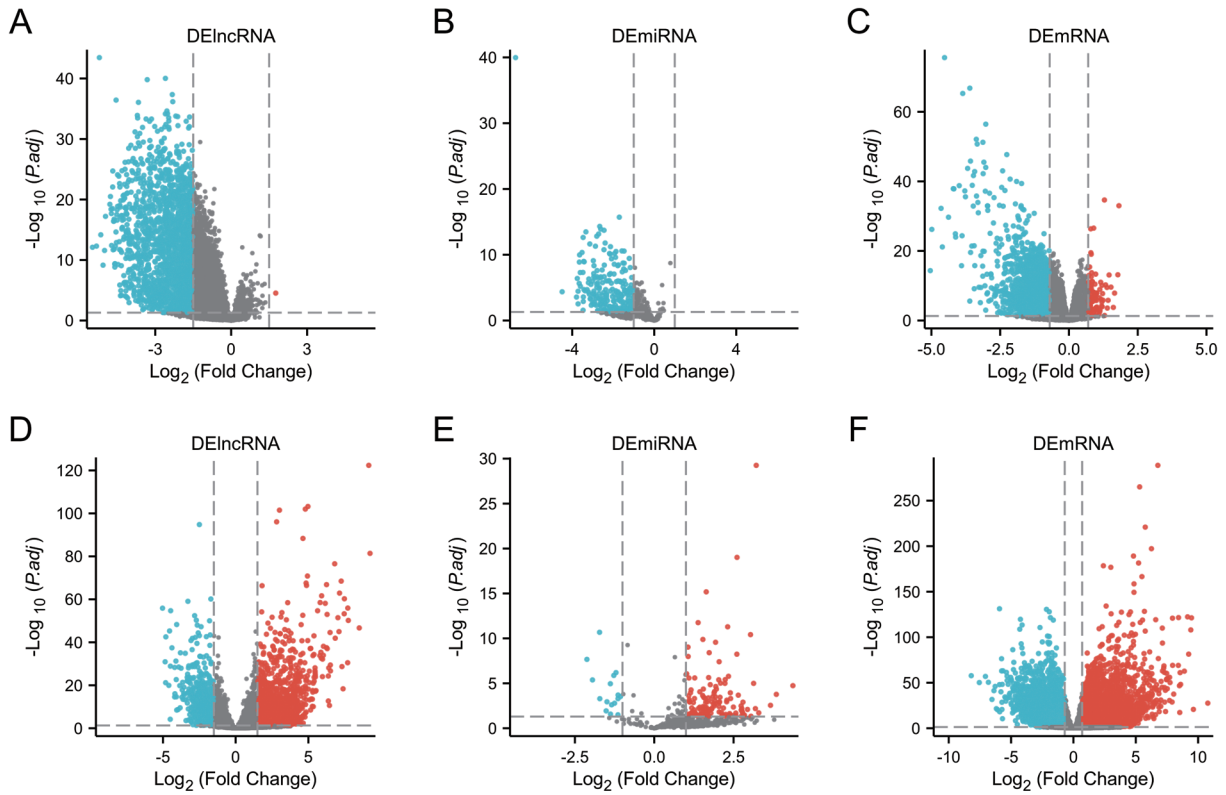 A
DElncRNA
-Log 10 (P.adj)
40
30
20
10
0
-3
0
3
Log2 (Fold Change)
B
DEmiRNA
-Log 10 (P.adj)
40
30
20
10
0
-4
0
4
Log2 (Fold Change)
C
DEmRNA
-Log 10 (P.adj)
60
40
20
0
-5.0
-2.5
0.0
2.5
5.0
Log2 (Fold Change)
D
DElncRNA
-Log 10 (P.adj)
120
100
80
60
40
20
0
-5
0
5
Log2 (Fold Change)
E
DEmiRNA
-Log 10 (P.adj)
30
25
20
15
10
5
0
-2.5
0.0
2.5
Log2 (Fold Change)
F
DEmRNA
-Log 10 (P.adj)
250
200
150
100
50
0
-10
-5
0
5
10
Log2 (Fold Change)